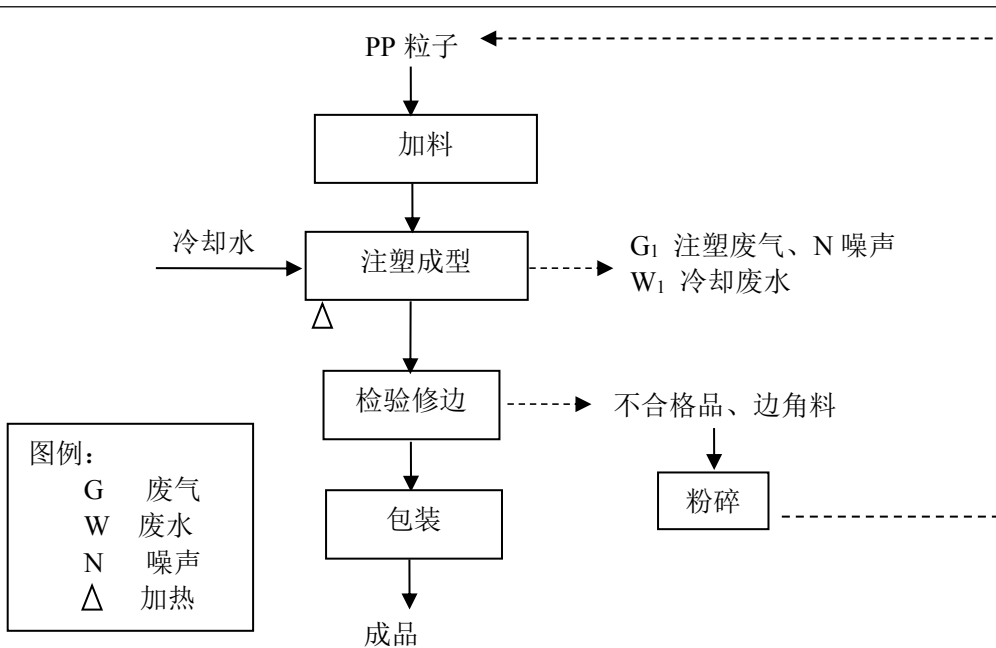 PP 粒子
加料
冷却水
注塑成型
G₁ 注塑废气、N 噪声
W₁ 冷却废水
检验修边
不合格品、边角料
粉碎
包装
成品
图例：
G 废气
W 废水
N 噪声
△ 加热